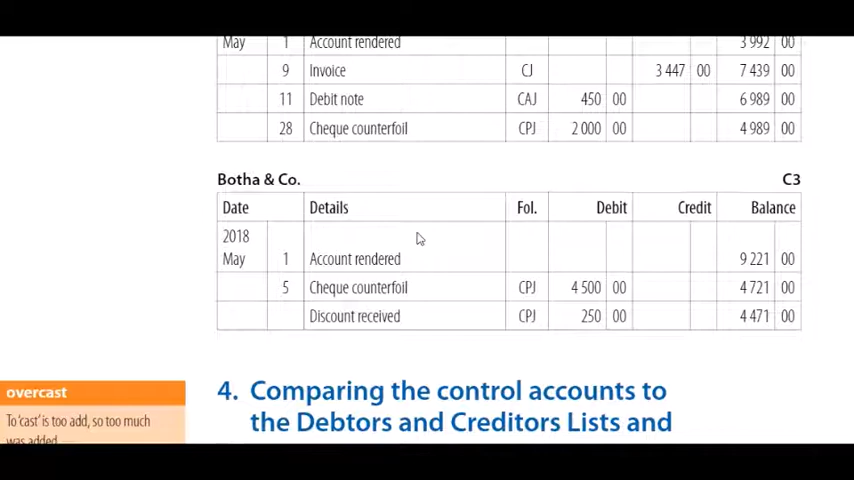 May 1 Account rendered 3 992 00
9 Invoice CJ 3 447 00 7 439 00
11 Debit note CAJ 450 00 6 989 00
28 Cheque counterfoil CPJ 2 000 00 4 989 00
Botha & Co. C3
Date Details Fol. Debit Credit Balance
2018
May 1 Account rendered 9 221 00
5 Cheque counterfoil CPJ 4 500 00 4 721 00
Discount received CPJ 250 00 4 471 00
4. Comparing the control accounts to
the Debtors and Creditors Lists and
overcast
To ‘cast’ is too add, so too much
was added